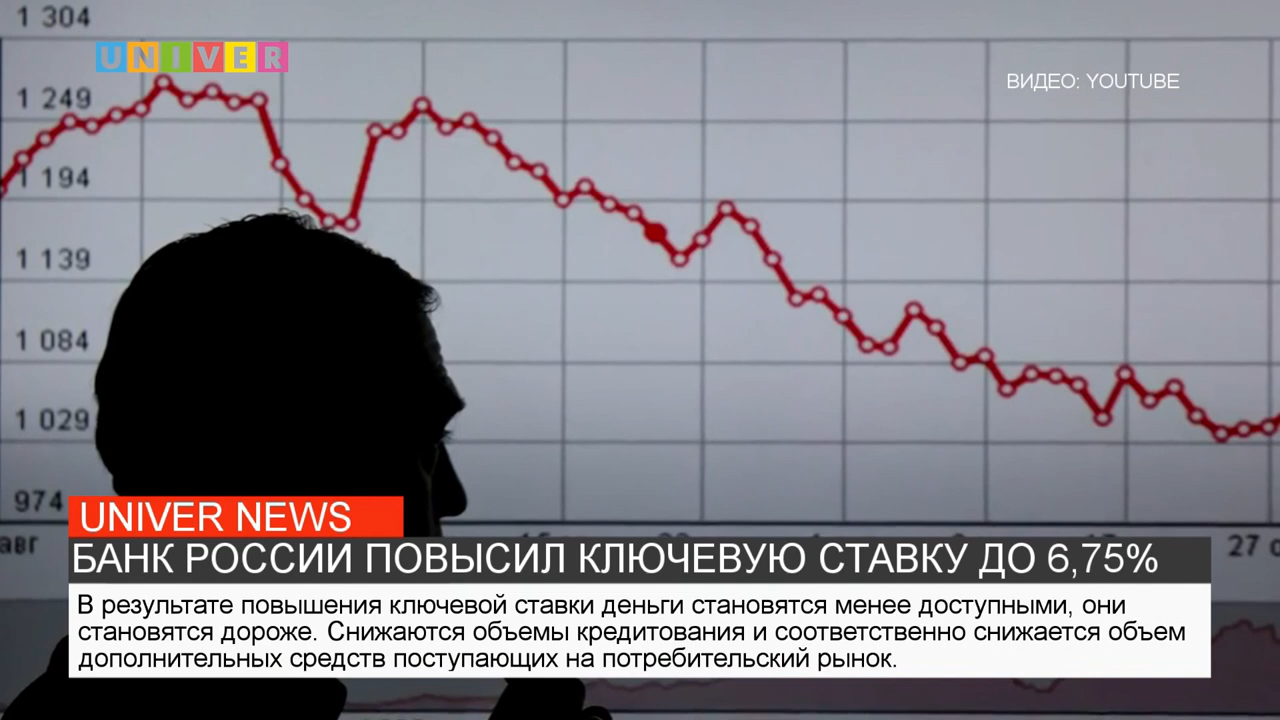 1 304
UNIVER
ВИДЕО: YOUTUBE
1 249
1 194
1 139
1 084
1 029
974
авг
27
UNIVER NEWS
БАНК РОССИИ ПОВЫСИЛ КЛЮЧЕВУЮ СТАВКУ ДО 6,75%
В результате повышения ключевой ставки деньги становятся менее доступными, они
становятся дороже. Снижаются объемы кредитования и соответственно снижается объем
дополнительных средств поступающих на потребительский рынок.